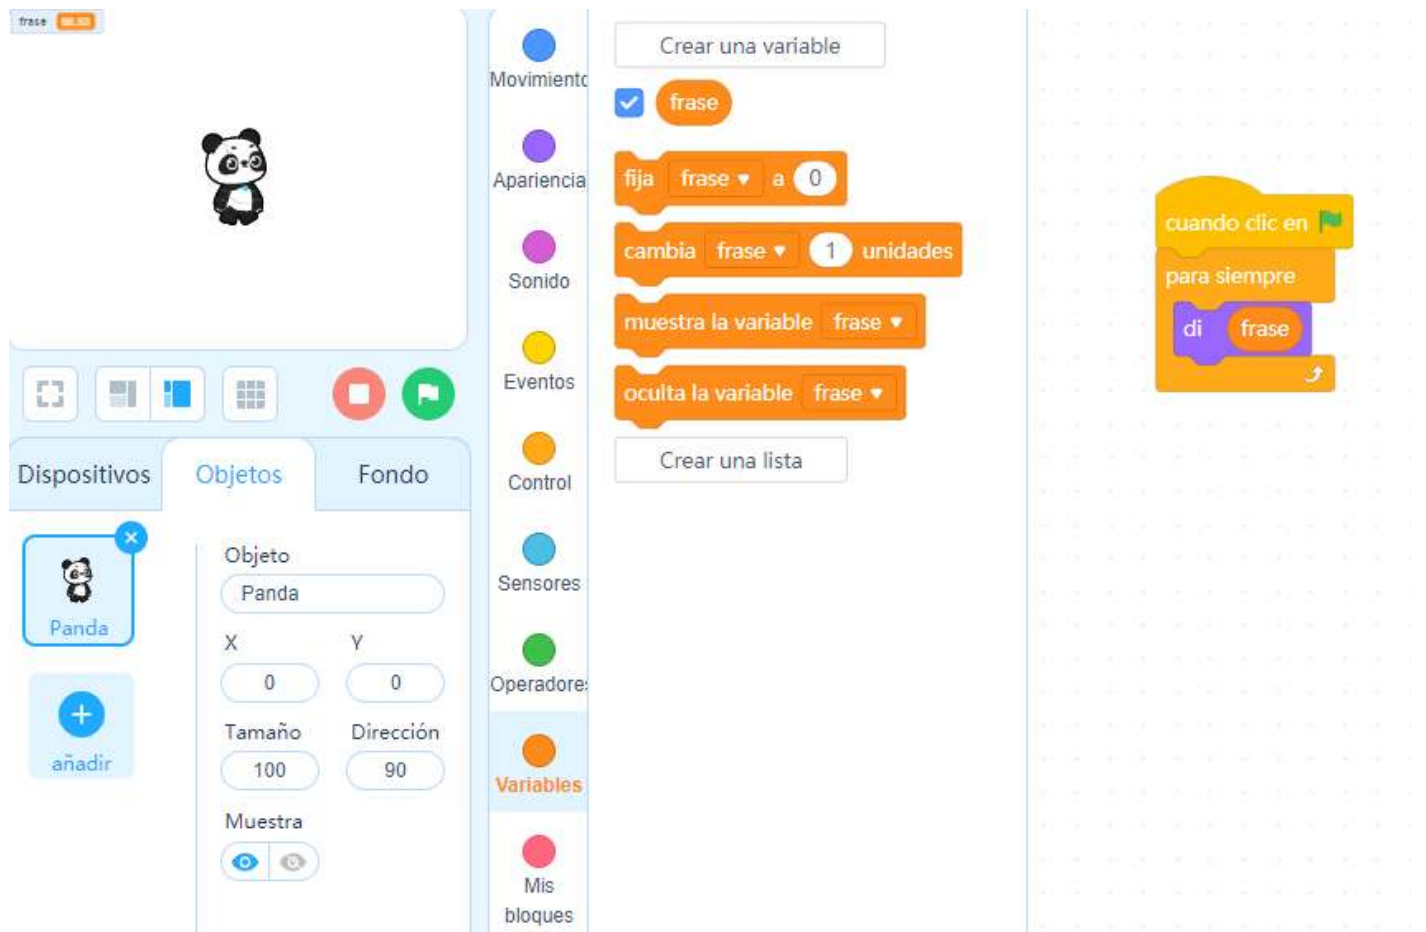 frase
Movimiento
Apariencia
Sonido
Eventos
Control
Sensores
Operadores
Variables
Mis
bloques
Crear una variable
frase
fija frase a 0
cambia frase 1 unidades
muestra la variable frase
oculta la variable frase
Crear una lista
cuando clic en
para siempre
di frase
Dispositivos
Objetos
Fondo
Panda
añadir
Objeto
Panda
X Y
0 0
Tamaño Dirección
100 90
Muestra